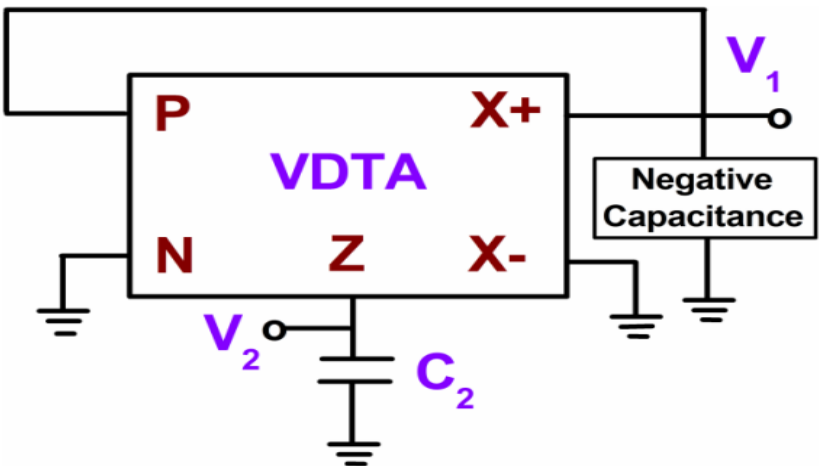 V1
P
X+
VDTA
Negative
Capacitance
N
Z
X-
V2
C2